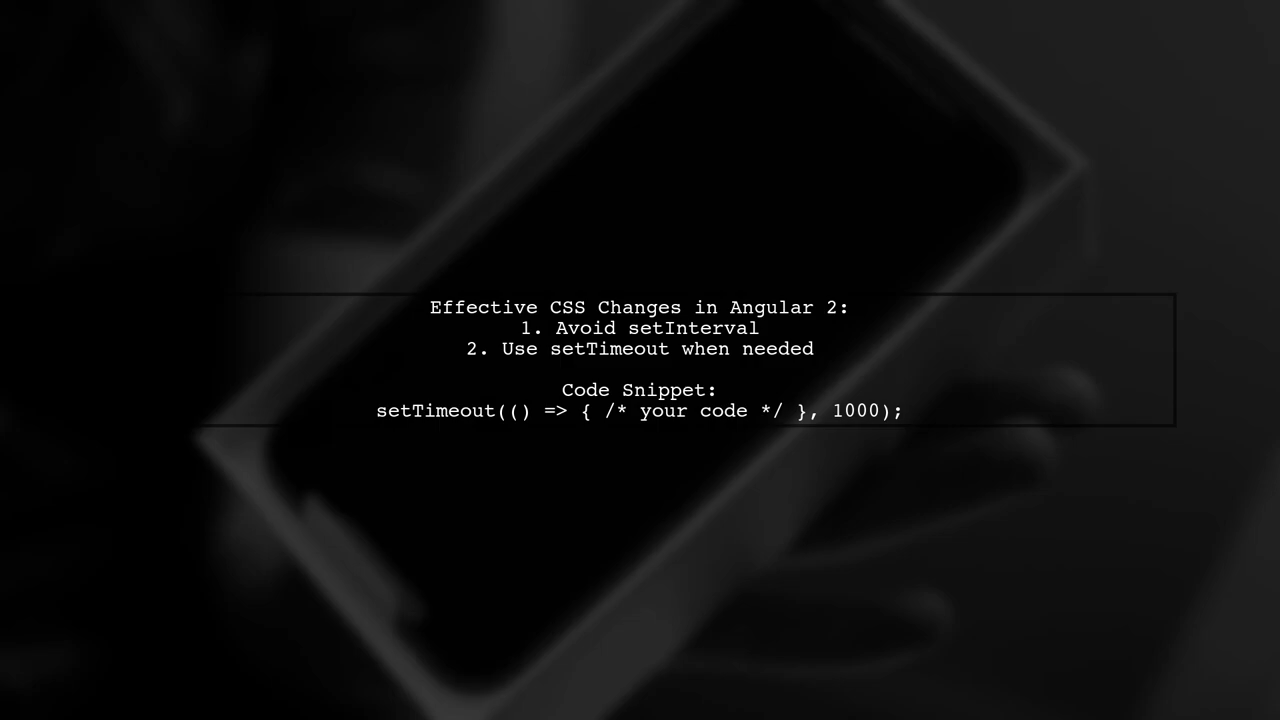 Effective CSS Changes in Angular 2:
1. Avoid setInterval
2. Use setTimeout when needed
Code Snippet:
setTimeout(() => { /* your code */ }, 1000);